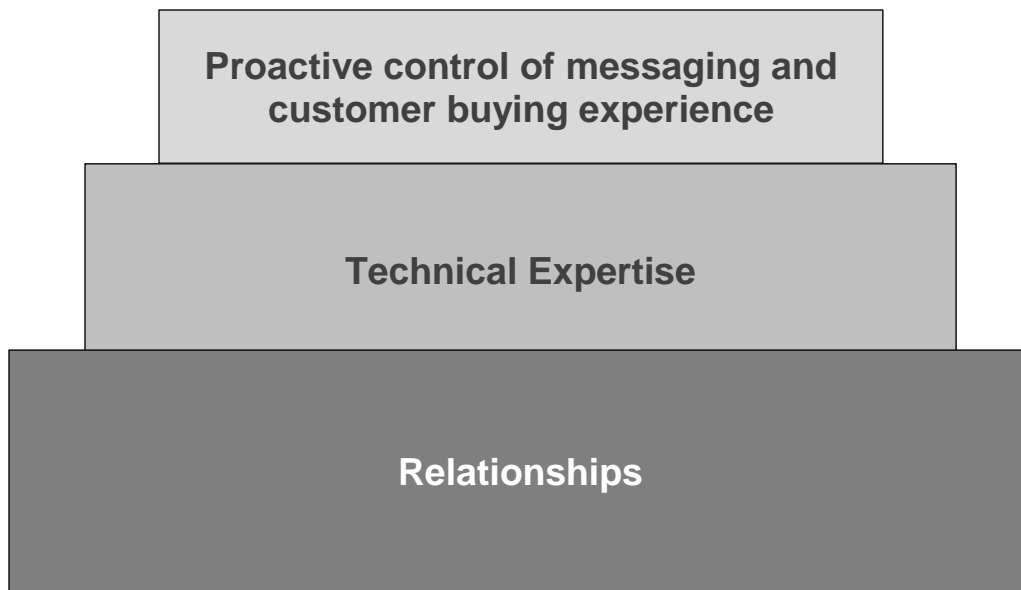 Proactive control of messaging and
customer buying experience
Technical Expertise
Relationships